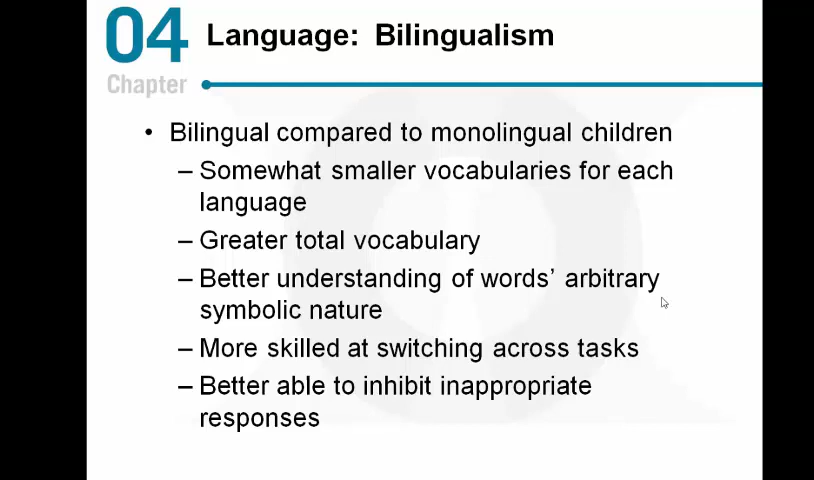 04
Chapter
Language: Bilingualism
• Bilingual compared to monolingual children
– Somewhat smaller vocabularies for each
language
– Greater total vocabulary
– Better understanding of words’ arbitrary
symbolic nature
– More skilled at switching across tasks
– Better able to inhibit inappropriate
responses